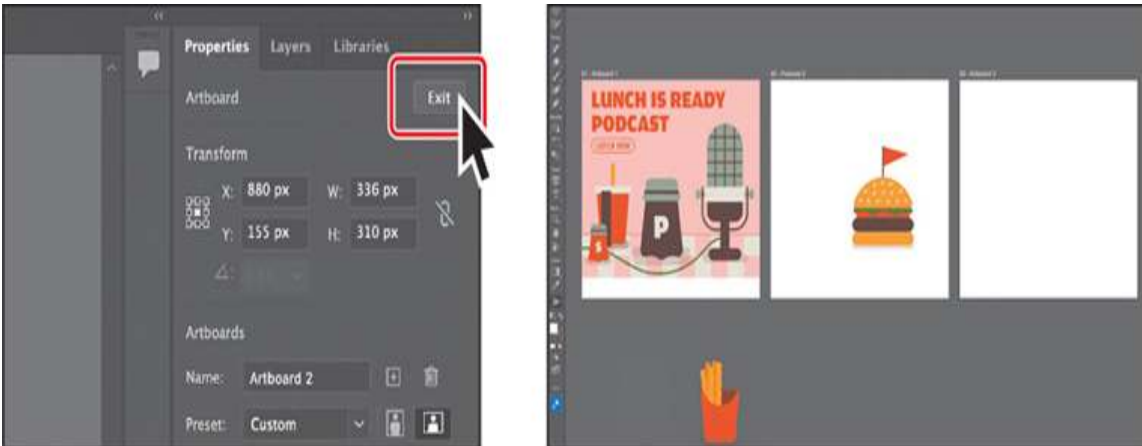 Properties Layers Libraries
Artboard Exit
Transform
X: 880 px W: 336 px
Y: 155 px H: 310 px
Artboards
Name: Artboard 2
Preset: Custom
LUNCH IS READY
PODCAST
P
S